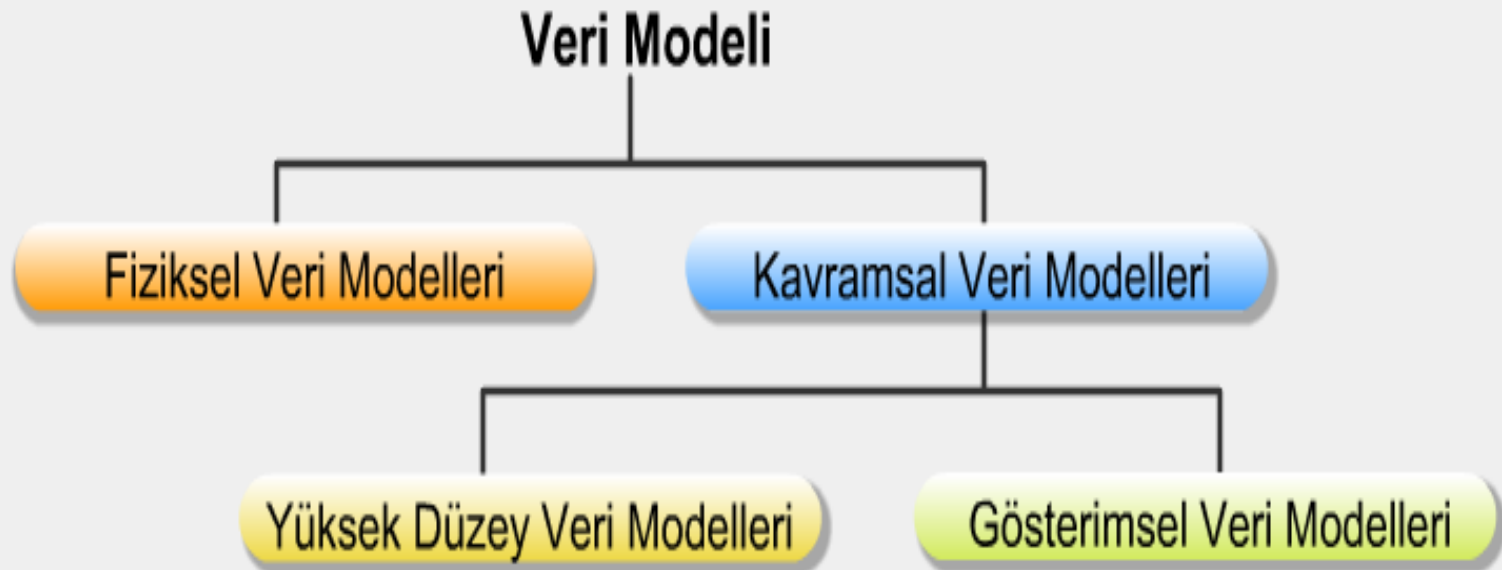 Veri Modeli
Fiziksel Veri Modelleri
Kavramsal Veri Modelleri
Yüksek Düzey Veri Modelleri
Gösterimsel Veri Modelleri